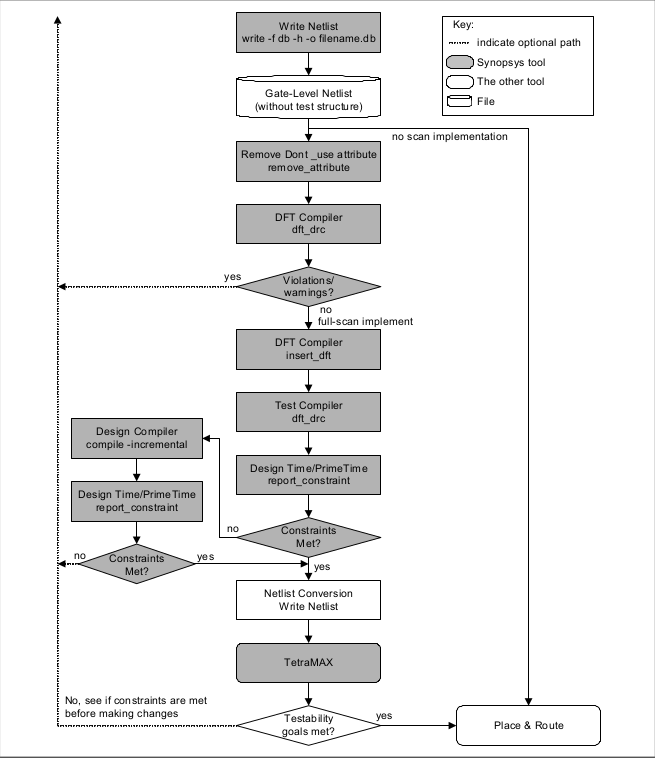 Write Netlist
write -f db -h -o filename.db
Key:
indicate optional path
Synopsys tool
The other tool
File
Gate-Level Netlist
(without test structure)
no scan implementation
Remove Dont _use attribute
remove_attribute
DFT Compiler
dft_drc
yes
Violations/
warnings?
no
full-scan implement
DFT Compiler
insert_dft
Test Compiler
dft_drc
Design Compiler
compile -incremental
Design Time/PrimeTime
report_constraint
Design Time/PrimeTime
report_constraint
no
Constraints
Met?
no
Constraints
Met?
yes
yes
Netlist Conversion
Write Netlist
TetraMAX
No, see if constraints are met
before making changes
Testability
goals met?
yes
Place & Route